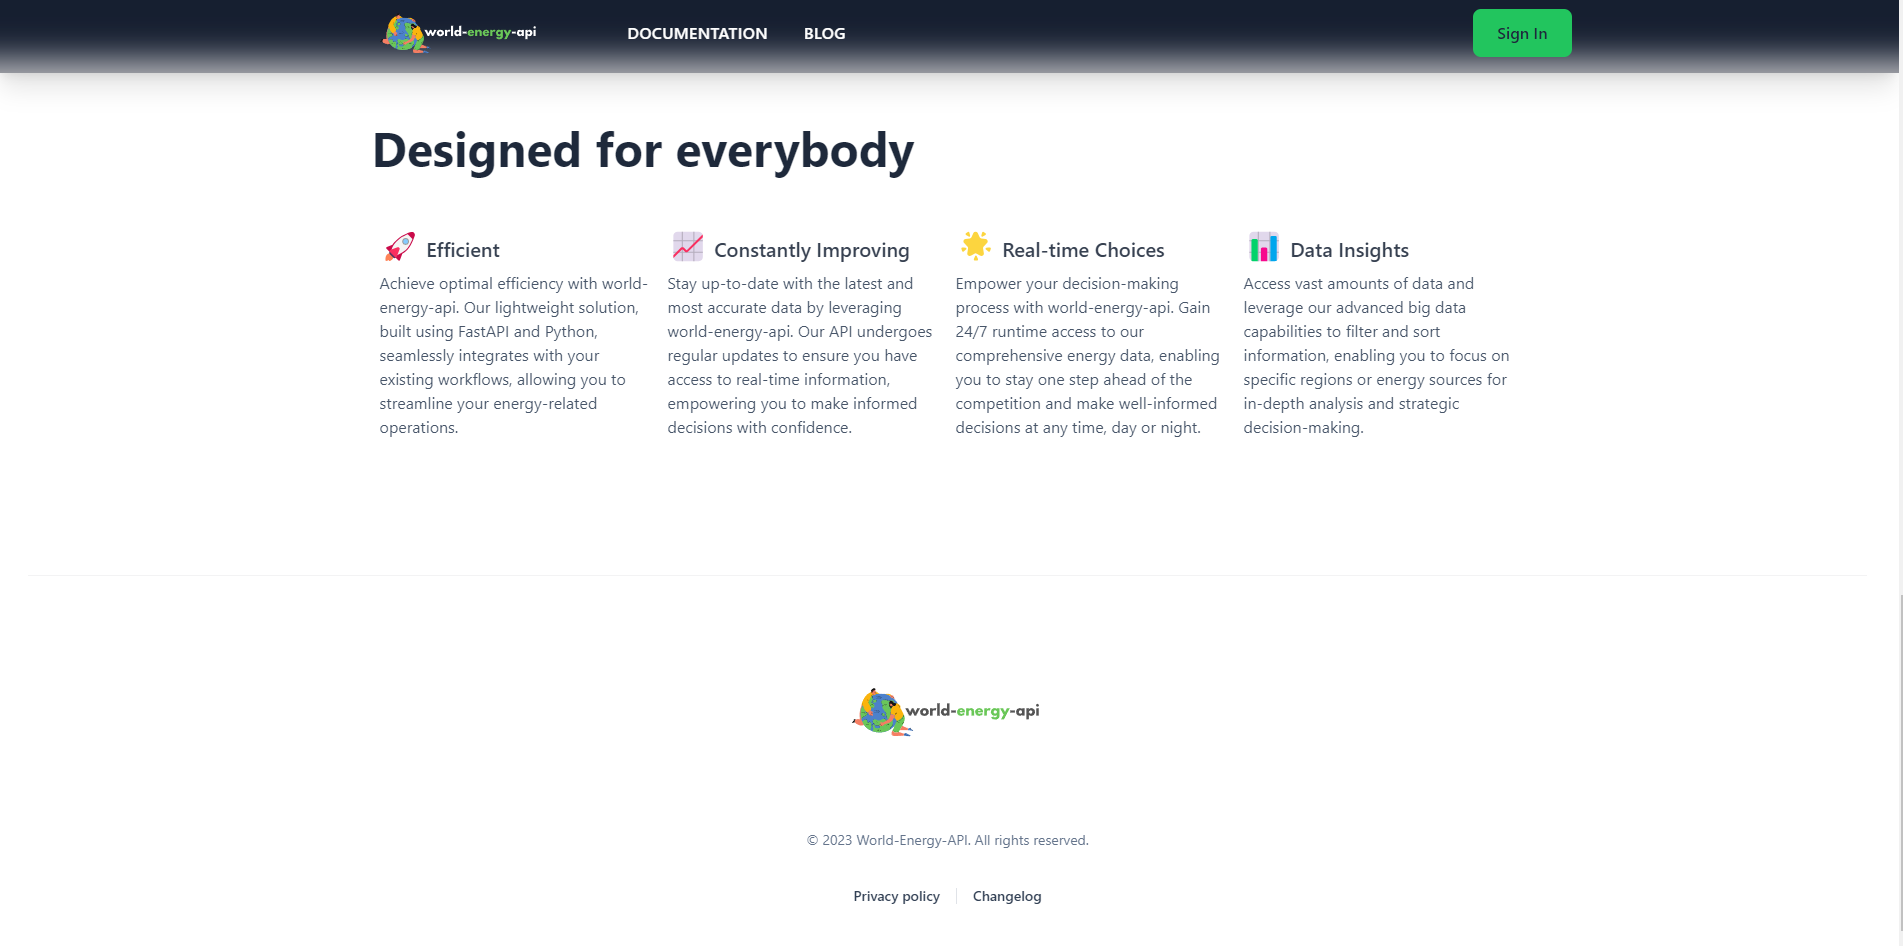 world-energy-api
DOCUMENTATION
BLOG
Sign In
Designed for everybody
Efficient
Achieve optimal efficiency with world-
energy-api. Our lightweight solution,
built using FastAPI and Python,
seamlessly integrates with your
existing workflows, allowing you to
streamline your energy-related
operations.
Constantly Improving
Stay up-to-date with the latest and
most accurate data by leveraging
world-energy-api. Our API undergoes
regular updates to ensure you have
access to real-time information,
empowering you to make informed
decisions with confidence.
Real-time Choices
Empower your decision-making
process with world-energy-api. Gain
24/7 runtime access to our
comprehensive energy data, enabling
you to stay one step ahead of the
competition and make well-informed
decisions at any time, day or night.
Data Insights
Access vast amounts of data and
leverage our advanced big data
capabilities to filter and sort
information, enabling you to focus on
specific regions or energy sources for
in-depth analysis and strategic
decision-making.
world-energy-api
© 2023 World-Energy-API. All rights reserved.
Privacy policy
Changelog